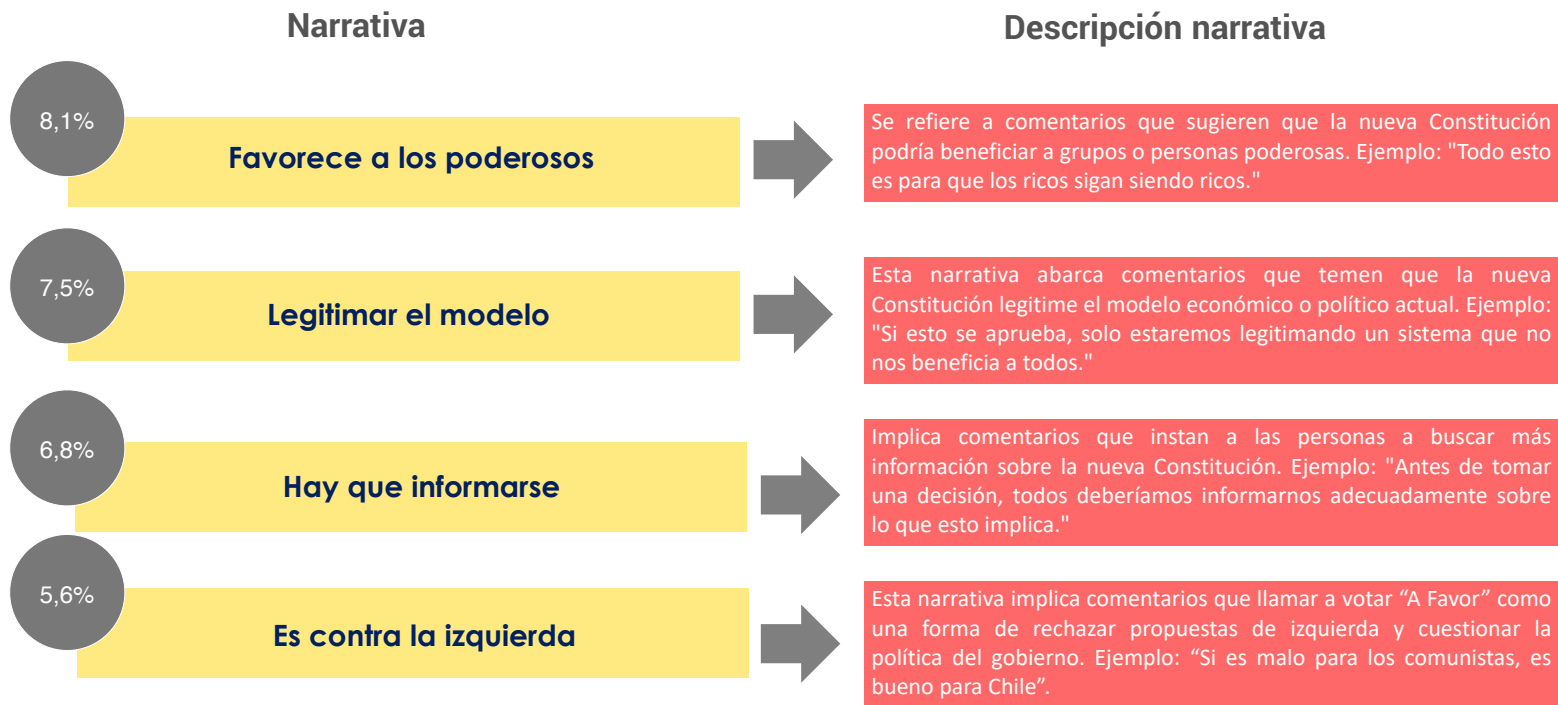 Narrativa
Descripción narrativa
8,1%
Favorece a los poderosos
Se refiere a comentarios que sugieren que la nueva Constitución
podría beneficiar a grupos o personas poderosas. Ejemplo: "Todo esto
es para que los ricos sigan siendo ricos."
7,5%
Legitimar el modelo
Esta narrativa abarca comentarios que temen que la nueva
Constitución legitime el modelo económico o político actual. Ejemplo:
"Si esto se aprueba, solo estaremos legitimando un sistema que no
nos beneficia a todos."
6,8%
Hay que informarse
Implica comentarios que instan a las personas a buscar más
información sobre la nueva Constitución. Ejemplo: "Antes de tomar
una decisión, todos deberíamos informarnos adecuadamente sobre
lo que esto implica."
5,6%
Es contra la izquierda
Esta narrativa implica comentarios que llamar a votar “A Favor” como
una forma de rechazar propuestas de izquierda y cuestionar la
política del gobierno. Ejemplo: “Si es malo para los comunistas, es
bueno para Chile”.